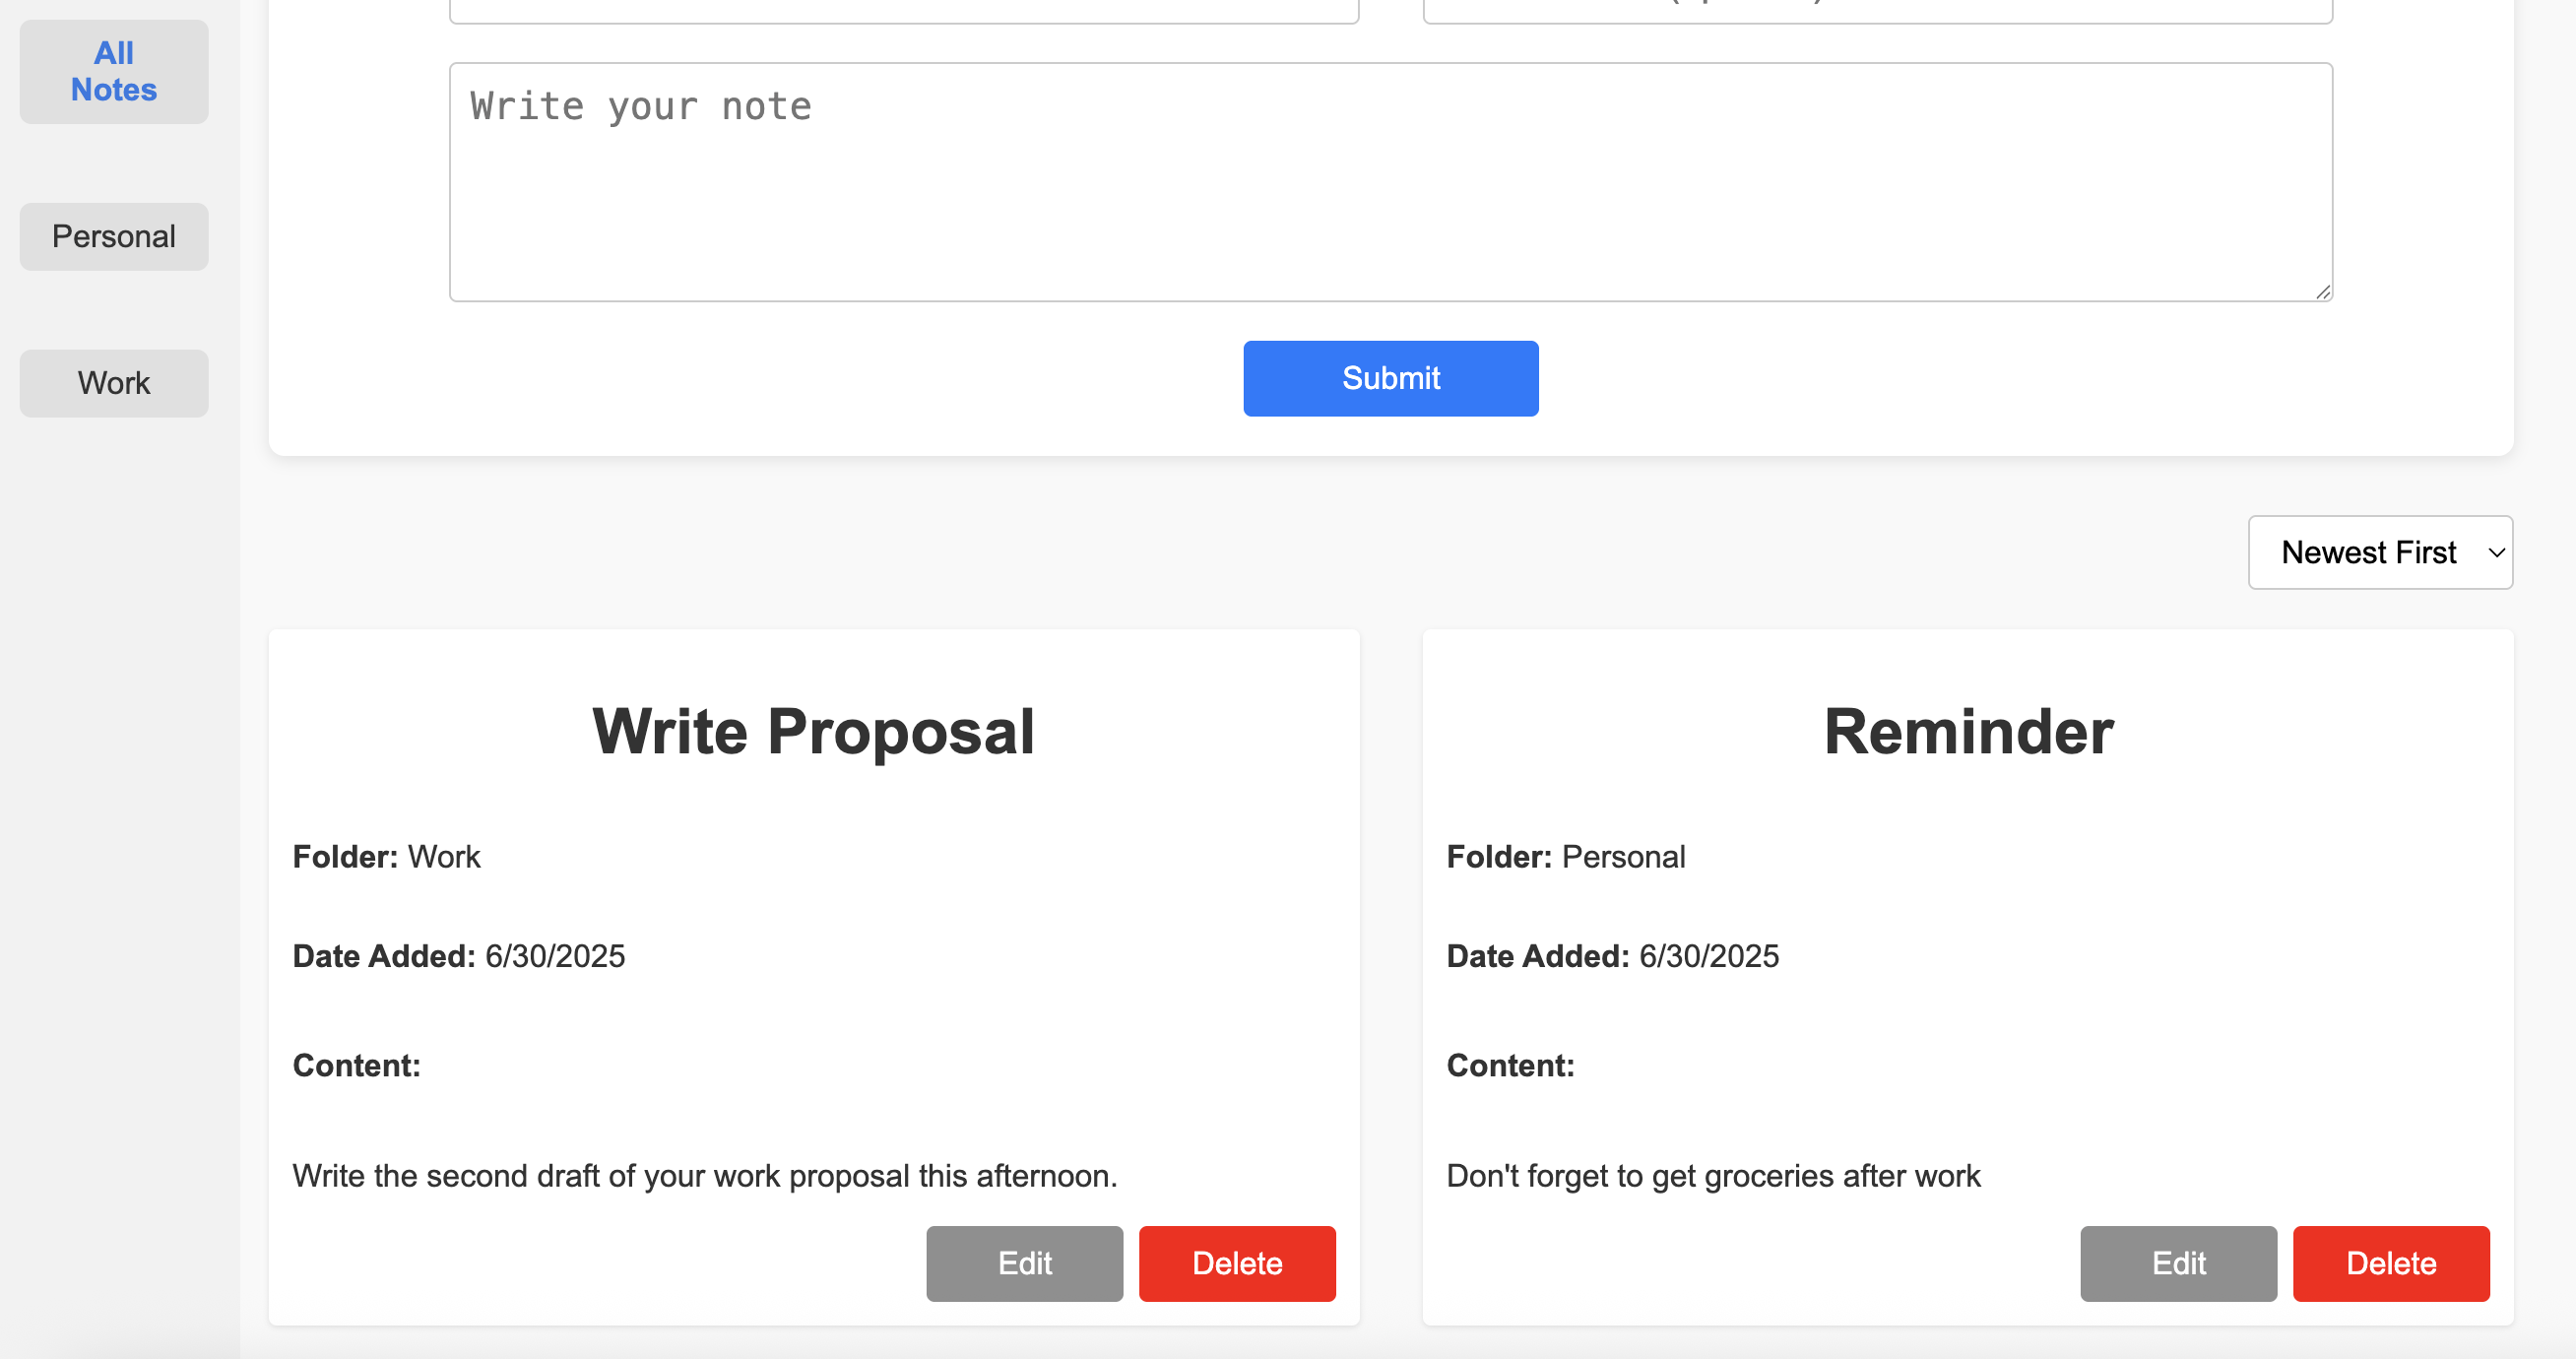 All
Notes
Personal
Work
Write your note
Submit
Newest First
Write Proposal
Folder: Work
Date Added: 6/30/2025
Content:
Write the second draft of your work proposal this afternoon.
Edit
Delete
Reminder
Folder: Personal
Date Added: 6/30/2025
Content:
Don't forget to get groceries after work
Edit
Delete